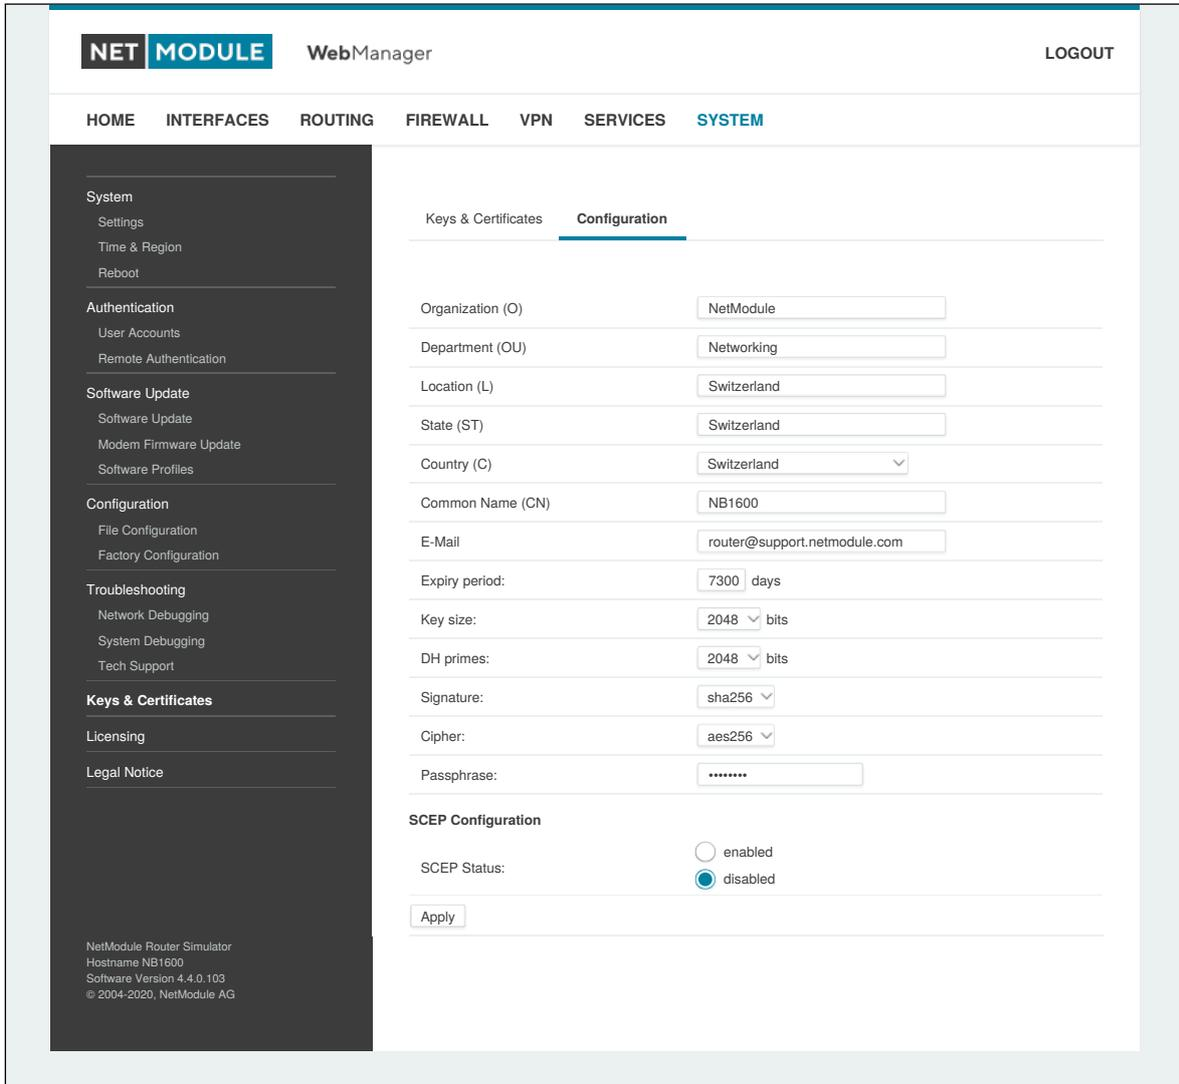 NET MODULE WebManager LOGOUT
HOME INTERFACES ROUTING FIREWALL VPN SERVICES SYSTEM
System
Settings
Time & Region
Reboot
Authentication
User Accounts
Remote Authentication
Software Update
Software Update
Modem Firmware Update
Software Profiles
Configuration
File Configuration
Factory Configuration
Troubleshooting
Network Debugging
System Debugging
Tech Support
Keys & Certificates
Licensing
Legal Notice
NetModule Router Simulator
Hostname NB1600
Software Version 4.4.0.103
© 2004-2020, NetModule AG
Keys & Certificates Configuration
Organization (O) NetModule
Department (OU) Networking
Location (L) Switzerland
State (ST) Switzerland
Country (C) Switzerland
Common Name (CN) NB1600
E-Mail router@support.netmodule.com
Expiry period: 7300 days
Key size: 2048 bits
DH primes: 2048 bits
Signature: sha256
Cipher: aes256
Passphrase: ••••••••
SCEP Configuration
SCEP Status: enabled
disabled
Apply